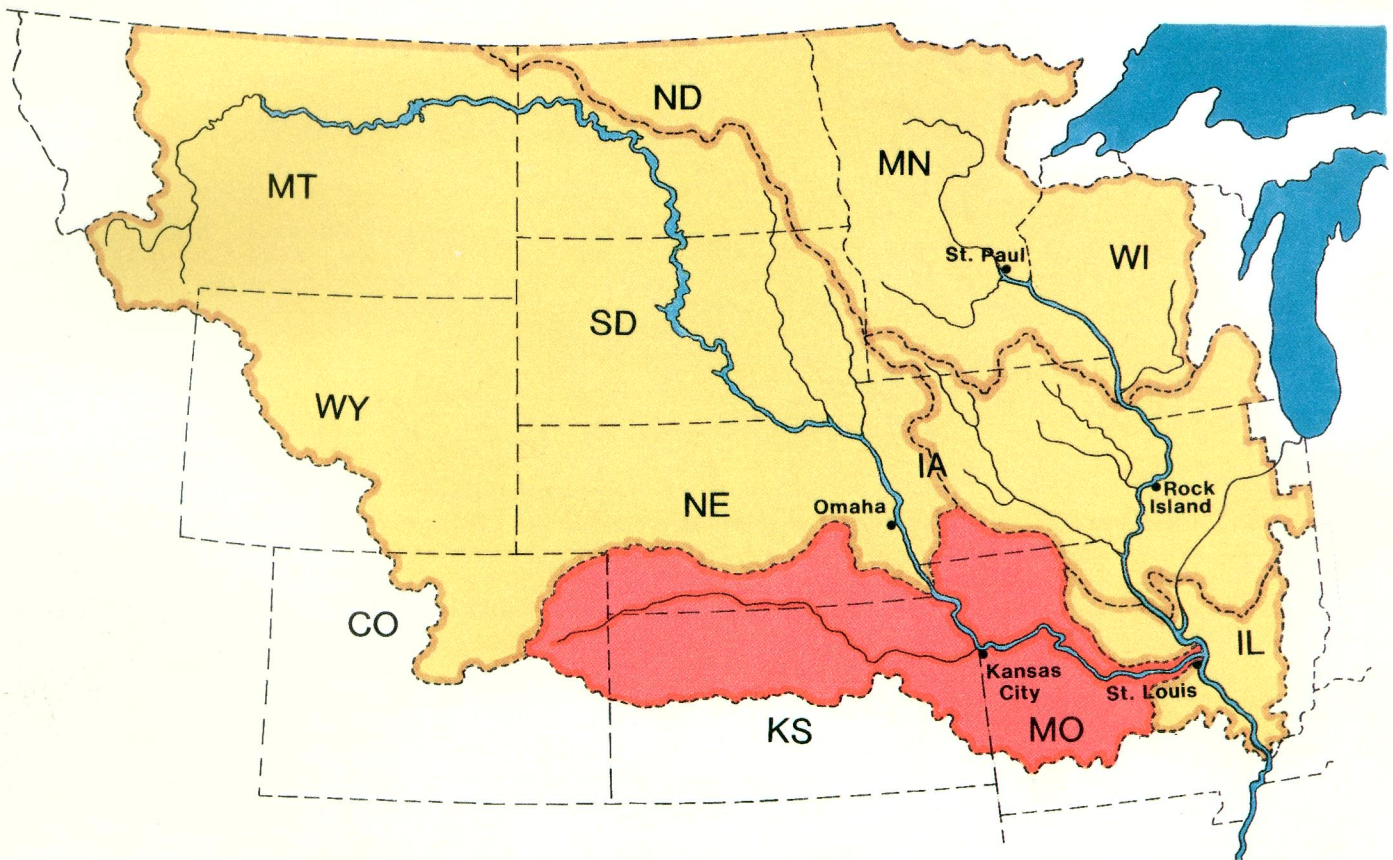 ND
MN
MT
St. Paul
WI
SD
WY
IA
Rock
Island
NE
Omaha
CO
IL
Kansas
City
St. Louis
KS
MO